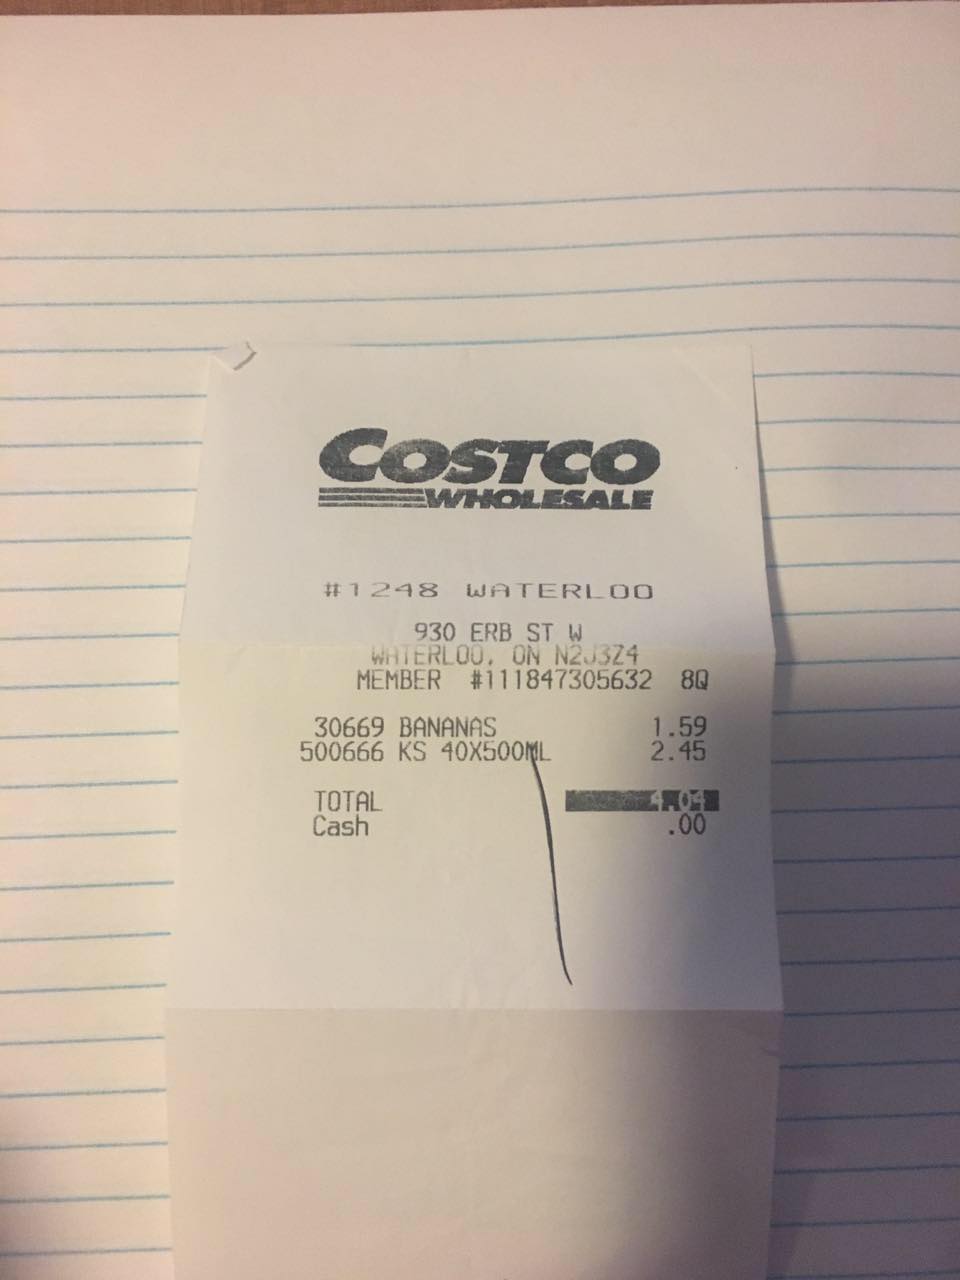 COSTCO
WHOLESALE
#1248 WATERLOO
930 ERB ST W
WATERLOO, ON N2J3Z4
MEMBER #111847305632 8Q
30669 BANANAS 1.59
500666 KS 40X500ML 2.45
TOTAL 4.04
Cash .00